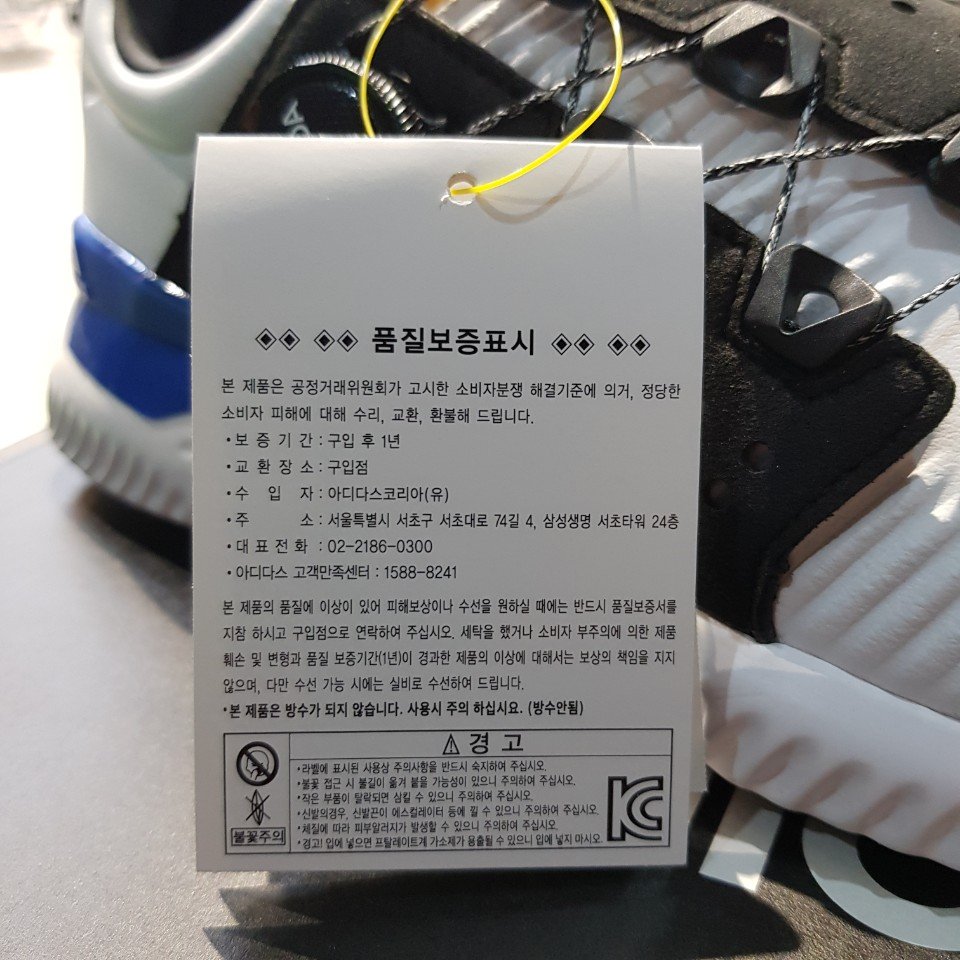 품질보증표시
본 제품은 공정거래위원회가 고시한 소비자분쟁 해결기준에 의거, 정당한
소비자 피해에 대해 수리, 교환, 환불해 드립니다.
• 보 증 기 간 : 구입 후 1년
• 교 환 장 소 : 구입점
• 수 입 자 : 아디다스코리아(유)
• 주 소 : 서울특별시 서초구 서초대로 74길 4, 삼성생명 서초타워 24층
• 대 표 전 화 : 02-2186-0300
• 아디다스 고객만족센터 : 1588-8241
본 제품의 품질에 이상이 있어 피해보상이나 수선을 원하실 때에는 반드시 품질보증서를
지참 하시고 구입점으로 연락하여 주십시오. 세탁을 했거나 소비자 부주의에 의한 제품
훼손 및 변형과 품질 보증기간(1년)이 경과한 제품의 이상에 대해서는 보상의 책임을 지지
않으며, 다만 수선 가능 시에는 실비로 수선하여 드립니다.
• 본 제품은 방수가 되지 않습니다. 사용시 주의 하십시요. (방수안됨)
⚠ 경 고
• 라벨에 표시된 사용상 주의사항을 반드시 숙지하여 주십시오.
• 불꽃 접근 시 불길이 옮겨 붙을 가능성이 있으니 주의하여 주십시오.
• 작은 부품이 탈락되면 삼킬 수 있으니 주의하여 주십시오.
• 신발의경우, 신발끈이 에스컬레이터 등에 낄 수 있으니 주의하여 주십시오.
• 체질에 따라 피부알러지가 발생할 수 있으니 주의하여 주십시오.
• 경고! 입에 넣으면 프탈레이트계 가소제가 용출될 수 있으니 입에 넣지 마시오.
불꽃주의
KC